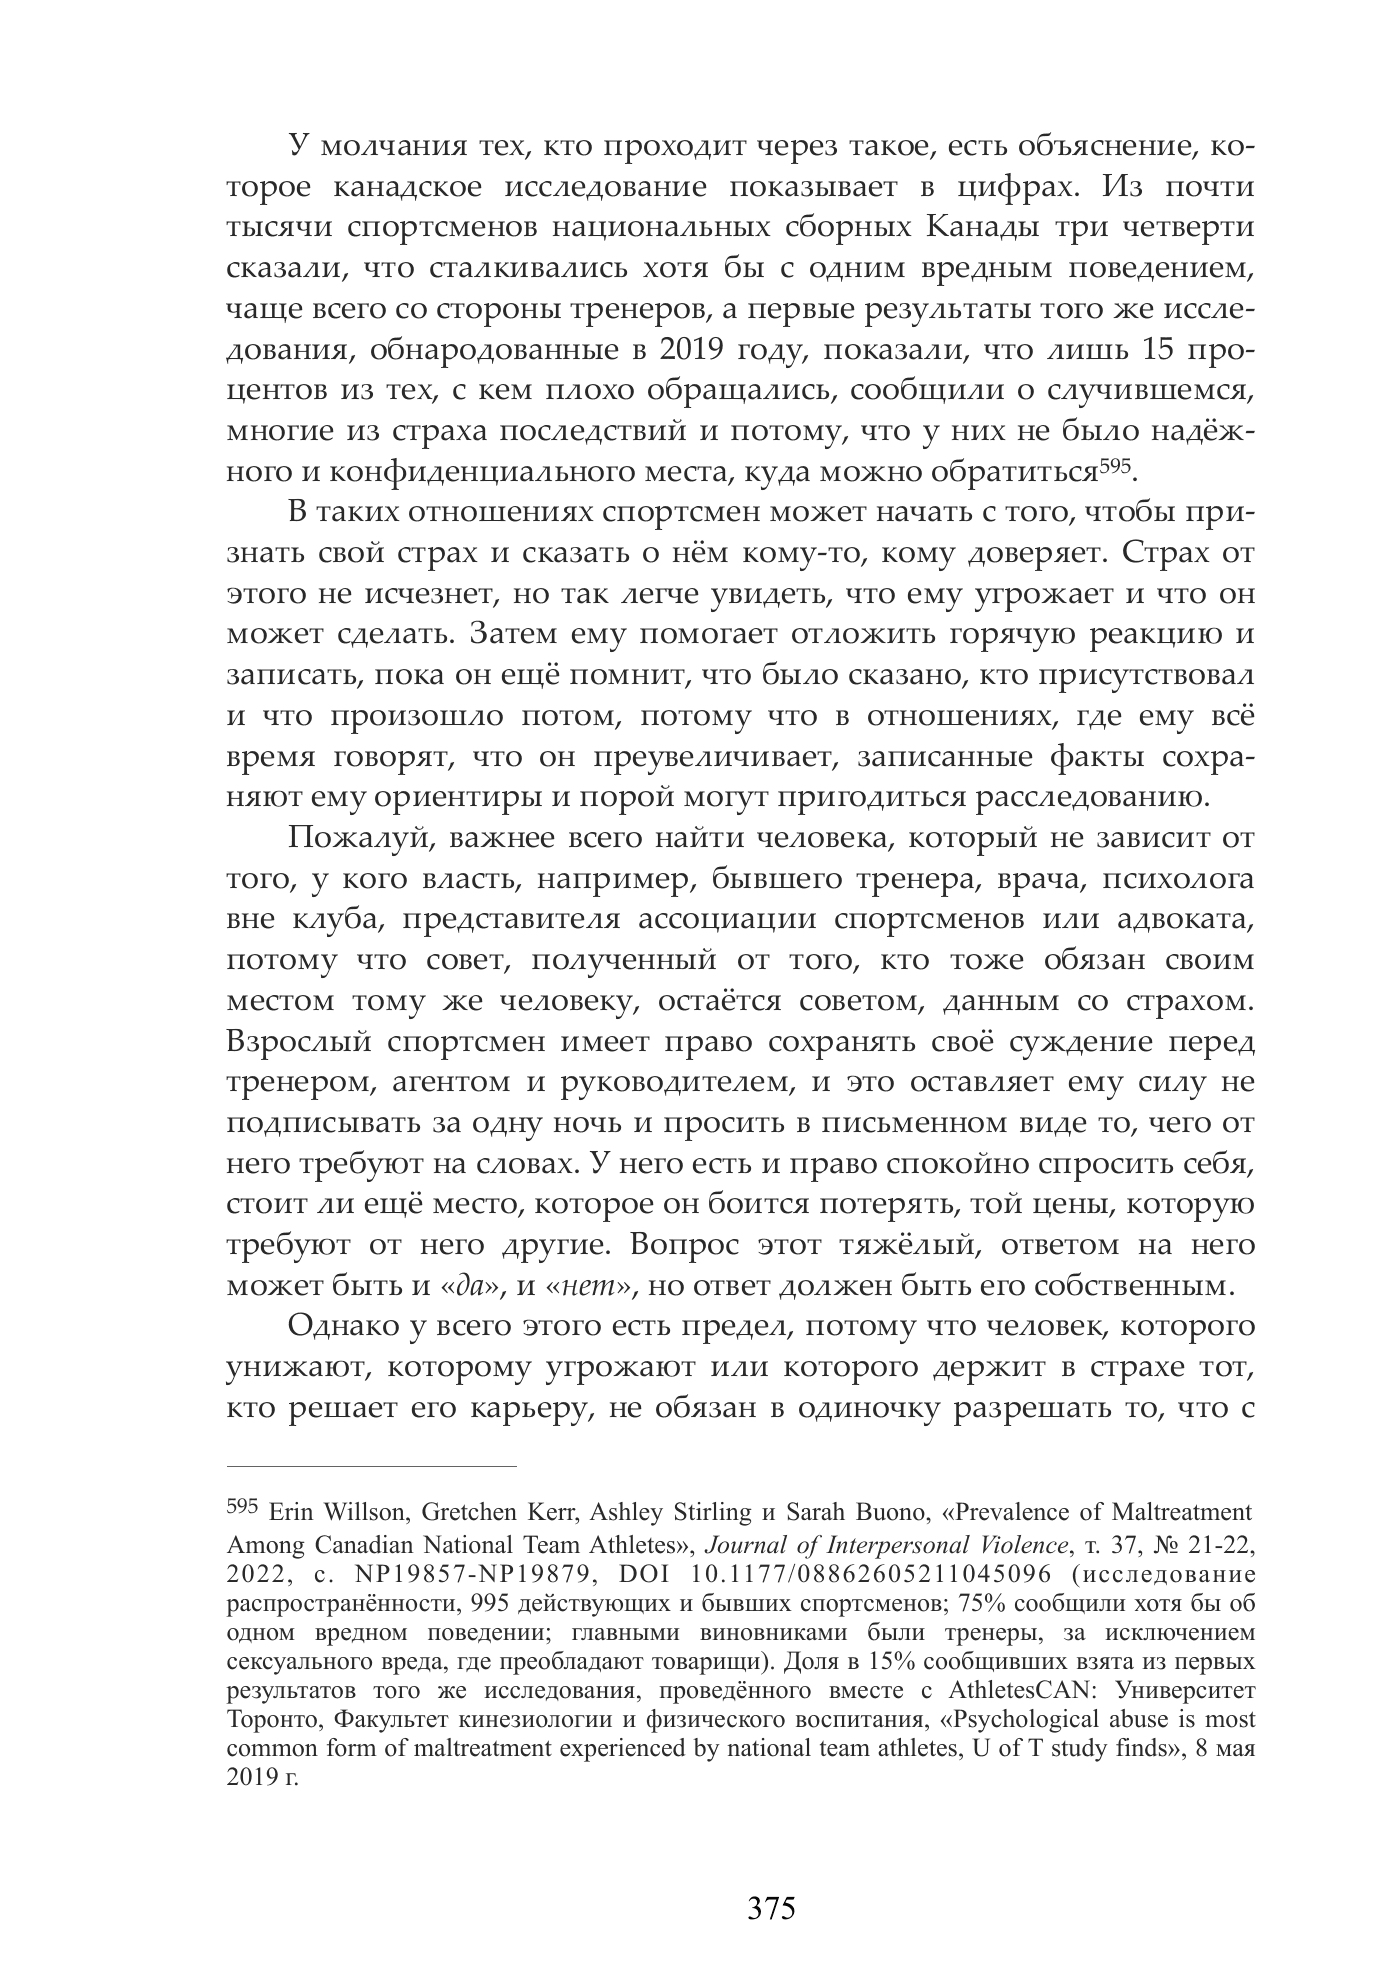 У молчания тех, кто проходит через такое, есть объяснение, ко-
торое канадское исследование показывает в цифрах. Из почти
тысячи спортсменов национальных сборных Канады три четверти
сказали, что сталкивались хотя бы с одним вредным поведением,
чаще всего со стороны тренеров, а первые результаты того же иссле-
дования, обнародованные в 2019 году, показали, что лишь 15 про-
центов из тех, с кем плохо обращались, сообщили о случившемся,
многие из страха последствий и потому, что у них не было надёж-
ного и конфиденциального места, куда можно обратиться⁵⁹⁵.
В таких отношениях спортсмен может начать с того, чтобы при-
знать свой страх и сказать о нём кому-то, кому доверяет. Страх от
этого не исчезнет, но так легче увидеть, что ему угрожает и что он
может сделать. Затем ему помогает отложить горячую реакцию и
записать, пока он ещё помнит, что было сказано, кто присутствовал
и что произошло потом, потому что в отношениях, где ему всё
время говорят, что он преувеличивает, записанные факты сохра-
няют ему ориентиры и порой могут пригодиться расследованию.
Пожалуй, важнее всего найти человека, который не зависит от
того, у кого власть, например, бывшего тренера, врача, психолога
вне клуба, представителя ассоциации спортсменов или адвоката,
потому что совет, полученный от того, кто тоже обязан своим
местом тому же человеку, остаётся советом, данным со страхом.
Взрослый спортсмен имеет право сохранять своё суждение перед
тренером, агентом и руководителем, и это оставляет ему силу не
подписывать за одну ночь и просить в письменном виде то, чего от
него требуют на словах. У него есть и право спокойно спросить себя,
стоит ли ещё место, которое он боится потерять, той цены, которую
требуют от него другие. Вопрос этот тяжёлый, ответом на него
может быть и «да», и «нет», но ответ должен быть его собственным.
Однако у всего этого есть предел, потому что человек, которого
унижают, которому угрожают или которого держит в страхе тот,
кто решает его карьеру, не обязан в одиночку разрешать то, что с
595 Erin Willson, Gretchen Kerr, Ashley Stirling и Sarah Buono, «Prevalence of Maltreatment
Among Canadian National Team Athletes», Journal of Interpersonal Violence, т. 37, № 21-22,
2022, с. NP19857-NP19879, DOI 10.1177/08862605211045096 (исследование
распространённости, 995 действующих и бывших спортсменов; 75% сообщили хотя бы об
одном вредном поведении; главными виновниками были тренеры, за исключением
сексуального вреда, где преобладают товарищи). Доля в 15% сообщивших взята из первых
результатов того же исследования, проведённого вместе с AthletesCAN: Университет
Торонто, Факультет кинезиологии и физического воспитания, «Psychological abuse is most
common form of maltreatment experienced by national team athletes, U of T study finds», 8 мая
2019 г.
375